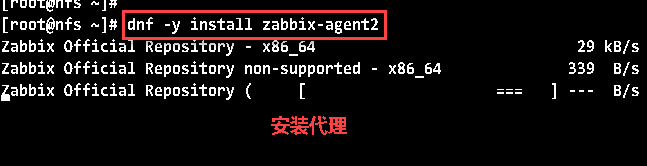 [root@nfs ~]#
[root@nfs ~]# dnf -y install zabbix-agent2
Zabbix Official Repository - x86_64 29 kB/s
Zabbix Official Repository non-supported - x86_64 339 B/s
Zabbix Official Repository ( [ === ] --- B/s
安装代理